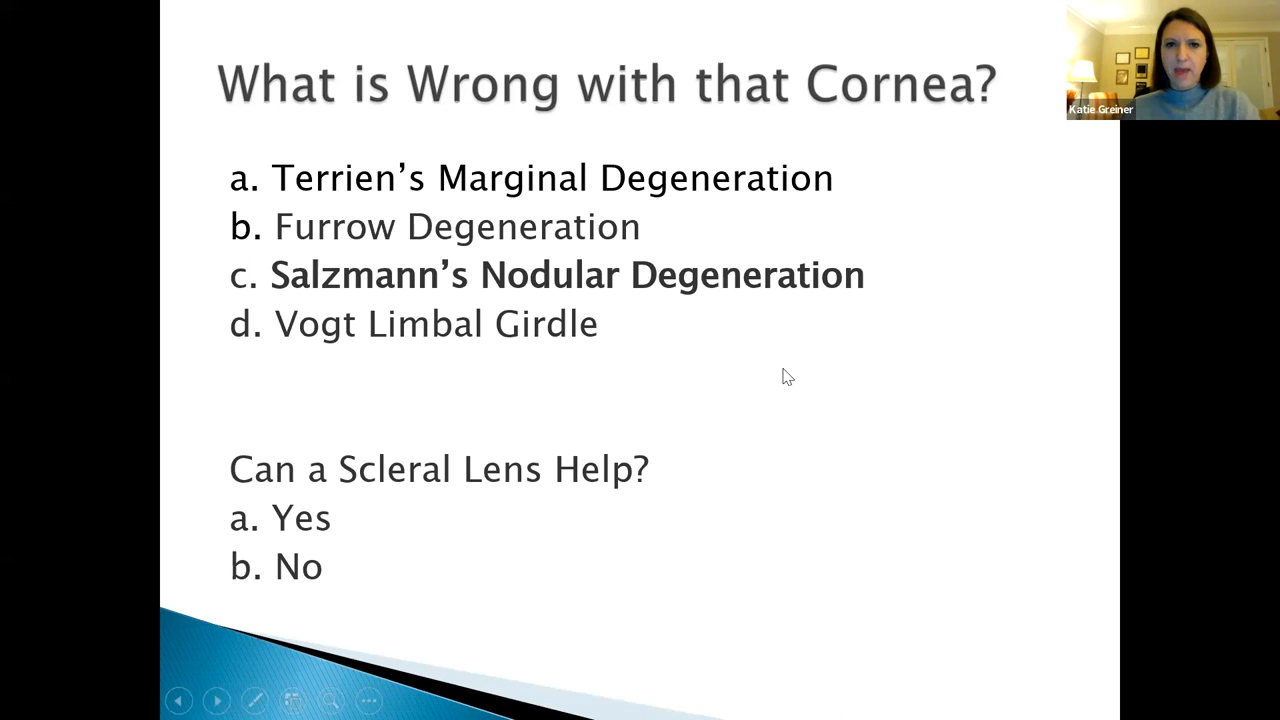 What is Wrong with that Cornea?
Katie Greiner
a. Terrien’s Marginal Degeneration
b. Furrow Degeneration
c. Salzmann’s Nodular Degeneration
d. Vogt Limbal Girdle
Can a Scleral Lens Help?
a. Yes
b. No